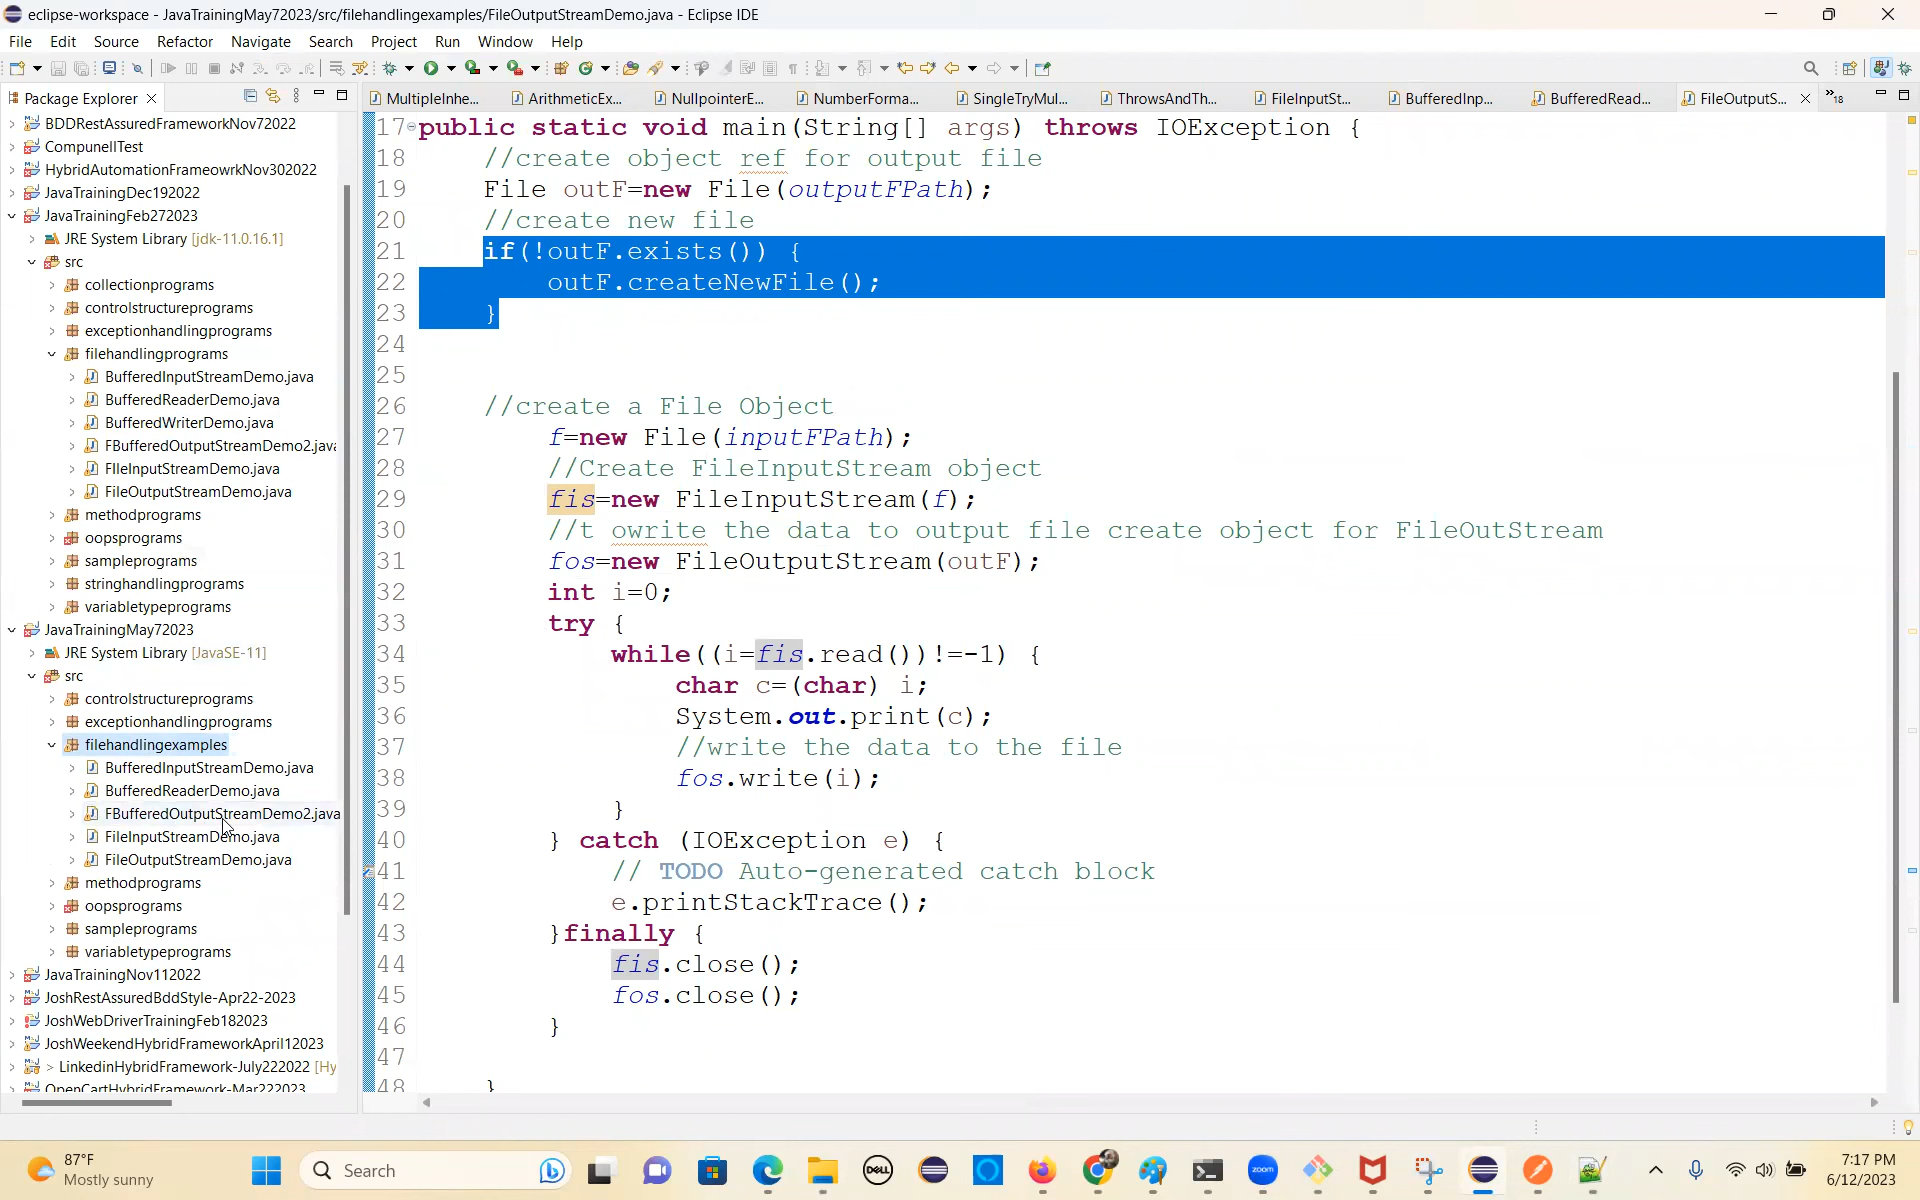 eclipse-workspace - JavaTrainingMay72023/src/filehandlingexamples/FileOutputStreamDemo.java - Eclipse IDE
File Edit Source Refactor Navigate Search Project Run Window Help
Package Explorer
MultipleInhe... ArithmeticEx... NullpointerE... NumberForma... SingleTryMul... ThrowsAndTh... FileInputSt... BufferedInp... BufferedRead... FileOutputS... »18
BDDRestAssuredFrameworkNov72022
CompunellTest
HybridAutomationFrameowrkNov302022
JavaTrainingDec192022
JavaTrainingFeb272023
JRE System Library [jdk-11.0.16.1]
src
collectionprograms
controlstructureprograms
exceptionhandlingprograms
filehandlingprograms
BufferedInputStreamDemo.java
BufferedReaderDemo.java
BufferedWriterDemo.java
FBufferedOutputStreamDemo2.java
FIleInputStreamDemo.java
FileOutputStreamDemo.java
methodprograms
oopsprograms
sampleprograms
stringhandlingprograms
variabletypeprograms
JavaTrainingMay72023
JRE System Library [JavaSE-11]
src
controlstructureprograms
exceptionhandlingprograms
filehandlingexamples
BufferedInputStreamDemo.java
BufferedReaderDemo.java
FBufferedOutputStreamDemo2.java
FileInputStreamDemo.java
FileOutputStreamDemo.java
methodprograms
oopsprograms
sampleprograms
variabletypeprograms
JavaTrainingNov112022
JoshRestAssuredBddStyle-Apr22-2023
JoshWebDriverTrainingFeb182023
JoshWeekendHybridFrameworkApril12023
> LinkedinHybridFramework-July222022 [Hy
OpenCartHybridFramework-Mar222023
17 public static void main(String[] args) throws IOException {
18 //create object ref for output file
19 File outF=new File(outputFPath);
20 //create new file
21 if(!outF.exists()) {
22 outF.createNewFile();
23 }
24
25
26 //create a File Object
27 f=new File(inputFPath);
28 //Create FileInputStream object
29 fis=new FileInputStream(f);
30 //t owrite the data to output file create object for FileOutStream
31 fos=new FileOutputStream(outF);
32 int i=0;
33 try {
34 while((i=fis.read())!=-1) {
35 char c=(char) i;
36 System.out.print(c);
37 //write the data to the file
38 fos.write(i);
39 }
40 } catch (IOException e) {
41 // TODO Auto-generated catch block
42 e.printStackTrace();
43 }finally {
44 fis.close();
45 fos.close();
46 }
47
48 }
87°F
Mostly sunny
Search
DELL
zoom
7:17 PM
6/12/2023